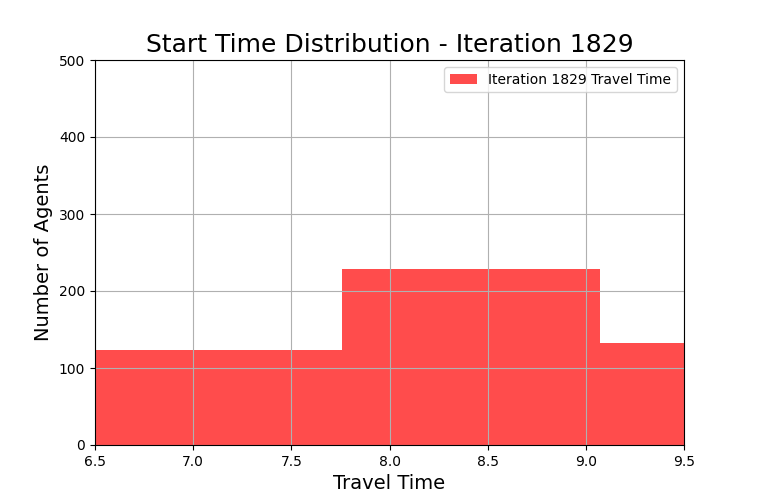 Start Time Distribution - Iteration 1829
Iteration 1829 Travel Time
Number of Agents
500
400
300
200
100
0
6.5 7.0 7.5 8.0 8.5 9.0 9.5
Travel Time